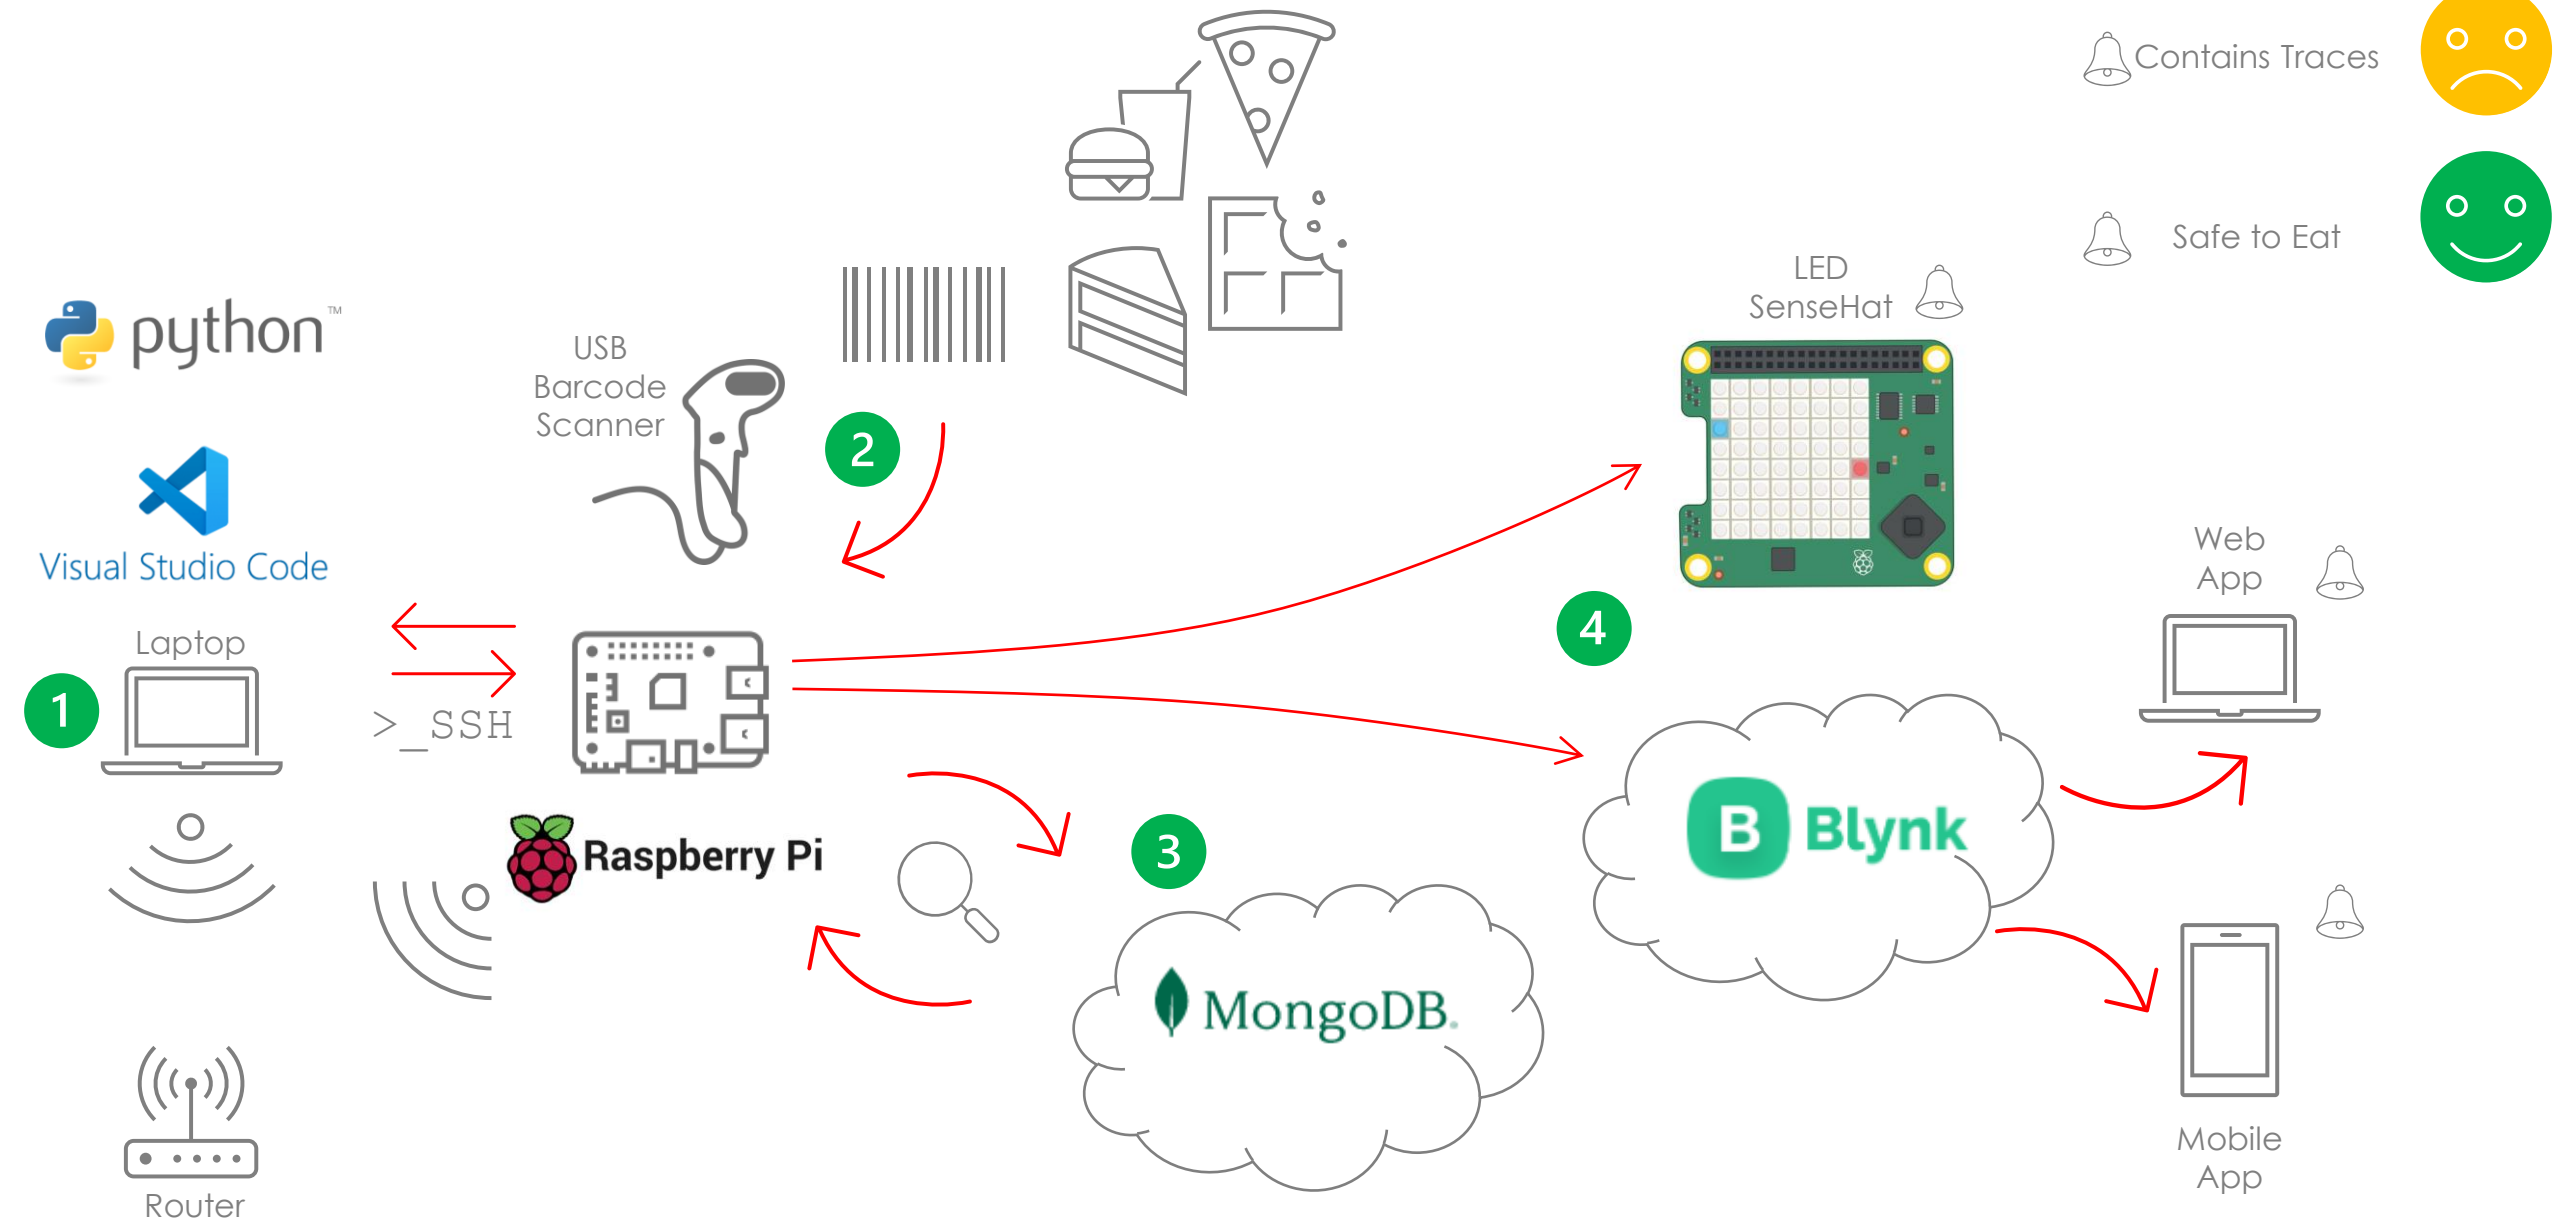 Contains Traces
Safe to Eat
LED
SenseHat
python™
USB
Barcode
Scanner
2
Visual Studio Code
Web
App
4
Laptop
1
>_SSH
B Blynk
3
Raspberry Pi
MongoDB.
Mobile
App
Router